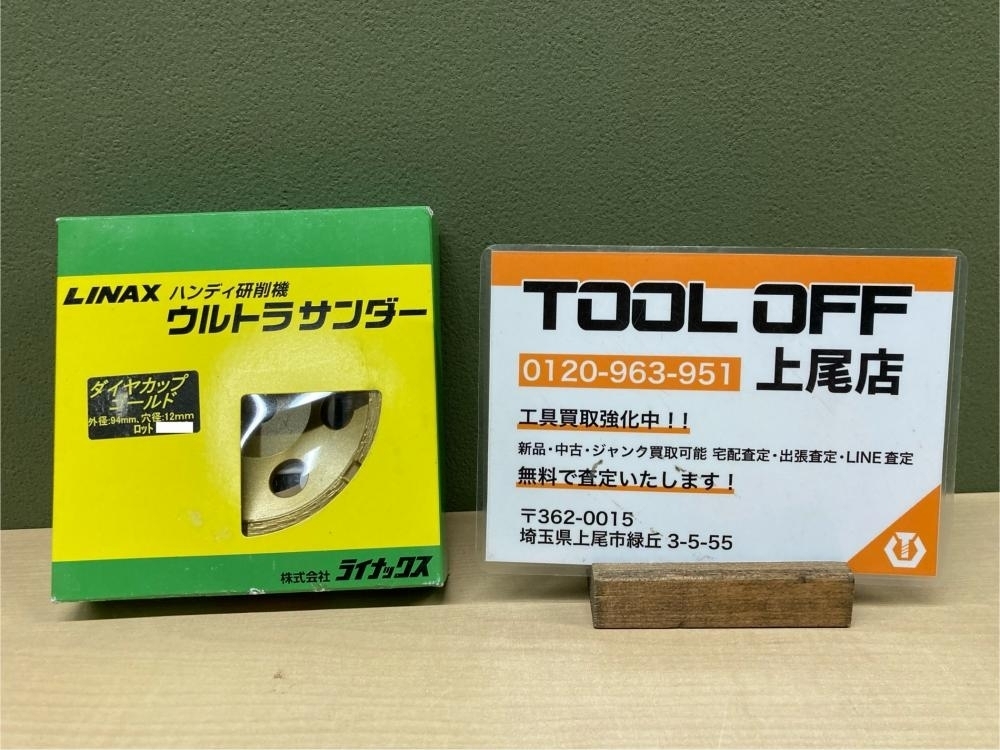 LINAX ハンディ研削機
ウルトラサンダー
ダイヤカップ
ゴールド
外径:94mm、穴径:12mm
ロット
株式会社 ライナックス
TOOL OFF
0120-963-951 上尾店
工具買取強化中！！
新品・中古・ジャンク買取可能 宅配査定・出張査定・LINE査定
無料で査定いたします！
〒362-0015
埼玉県上尾市緑丘 3-5-55